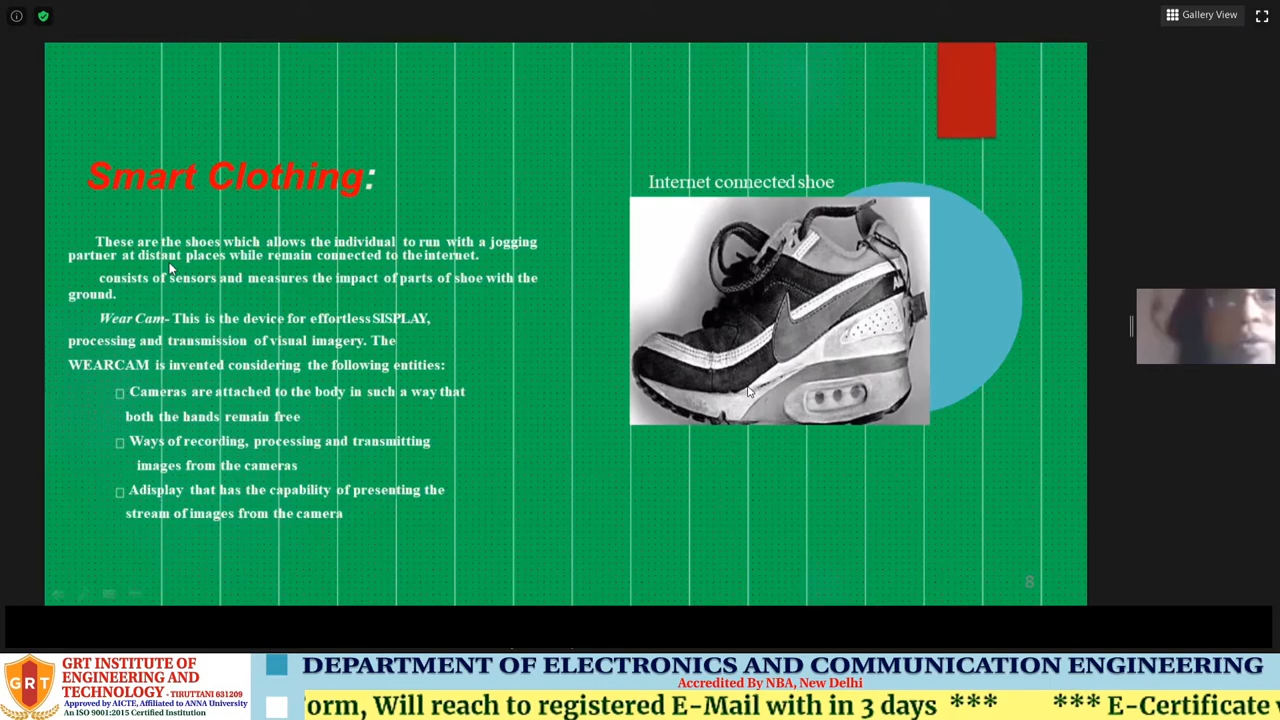 Gallery View
Smart Clothing:
These are the shoes which allows the individual to run with a jogging
partner at distant places while remain connected to the internet.
consists of sensors and measures the impact of parts of shoe with the
ground.
Wear Cam- This is the device for effortless SISPLAY,
processing and transmission of visual imagery. The
WEARCAM is invented considering the following entities:
Cameras are attached to the body in such a way that
both the hands remain free
Ways of recording, processing and transmitting
images from the cameras
Adisplay that has the capability of presenting the
stream of images from the camera
Internet connected shoe
8
GRT
GRT INSTITUTE OF
ENGINEERING AND
TECHNOLOGY - TIRUTTANI 631209
Approved by AICTE, Affiliated to ANNA University
An ISO 9001:2015 Certified Institution
DEPARTMENT OF ELECTRONICS AND COMMUNICATION ENGINEERING
Accredited By NBA, New Delhi
orm, Will reach to registered E-Mail with in 3 days *** *** E-Certificate